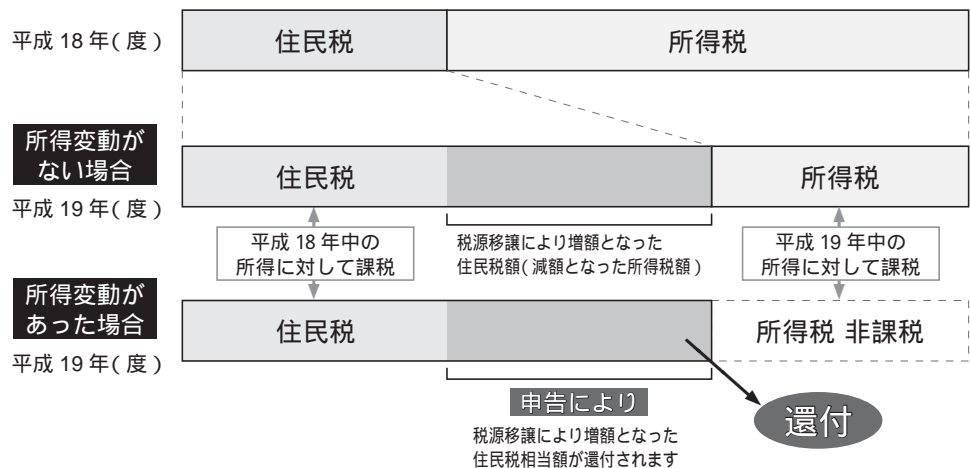 平成 18 年( 度 )
住民税
所得税
所得変動が
ない場合
平成 19 年( 度 )
住民税
所得税
平成 18 年中の
所得に対して課税
税源移譲により増額となった
住民税額( 減額となった所得税額 )
平成 19 年中の
所得に対して課税
所得変動が
あった場合
平成 19 年( 度 )
住民税
所得税 非課税
申告により
税源移譲により増額となった
住民税相当額が還付されます
還付